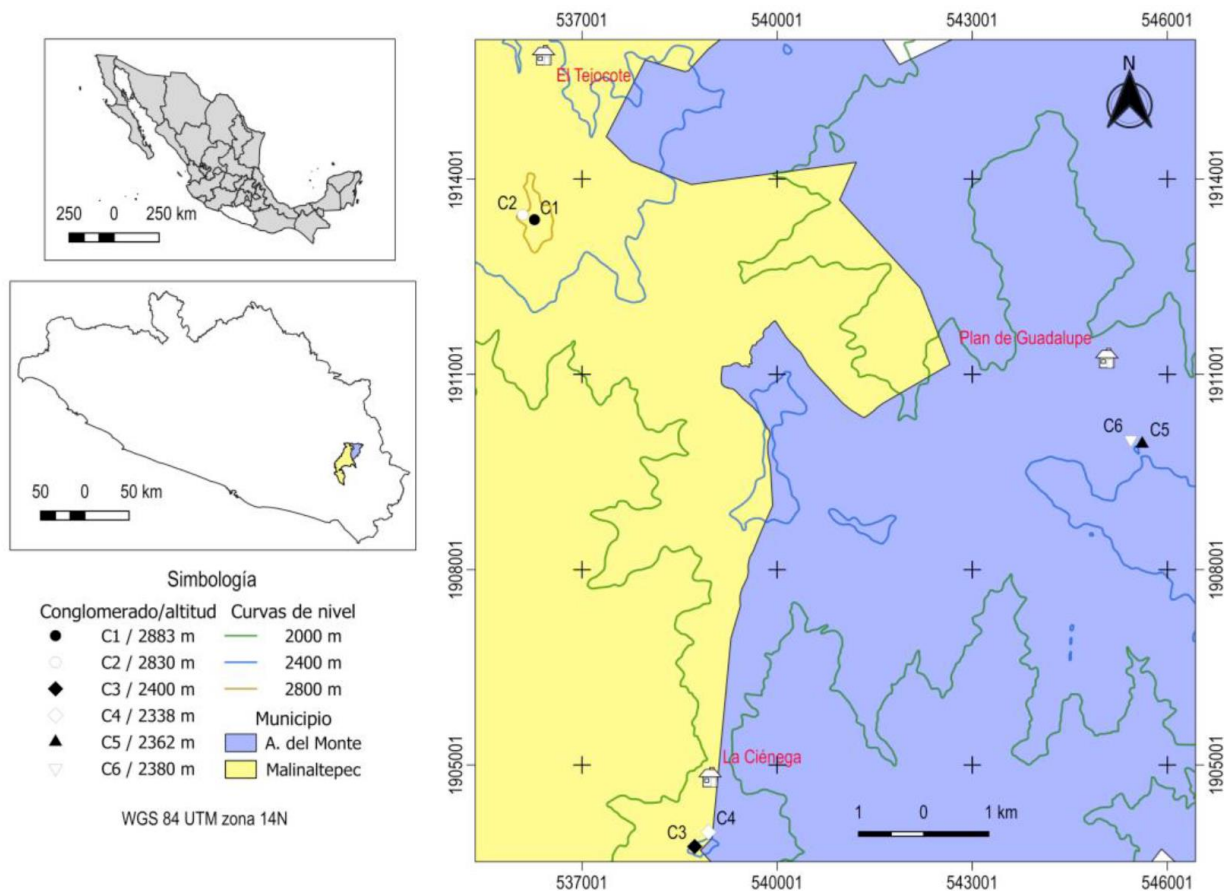 250 0 250 km
50 0 50 km
Simbología
Conglomerado/altitud Curvas de nivel
C1 / 2883 m 2000 m
C2 / 2830 m 2400 m
C3 / 2400 m 2800 m
C4 / 2338 m Municipio
C5 / 2362 m A. del Monte
C6 / 2380 m Malinaltepec
WGS 84 UTM zona 14N
537001 540001 543001 546001
N
El Tejocote
1914001 1914001
C2 C1
Plan de Guadalupe
1911001 1911001
C6 C5
1908001 1908001
La Ciénega
1905001 1905001
1 0 1 km
C3 C4
537001 540001 543001 546001